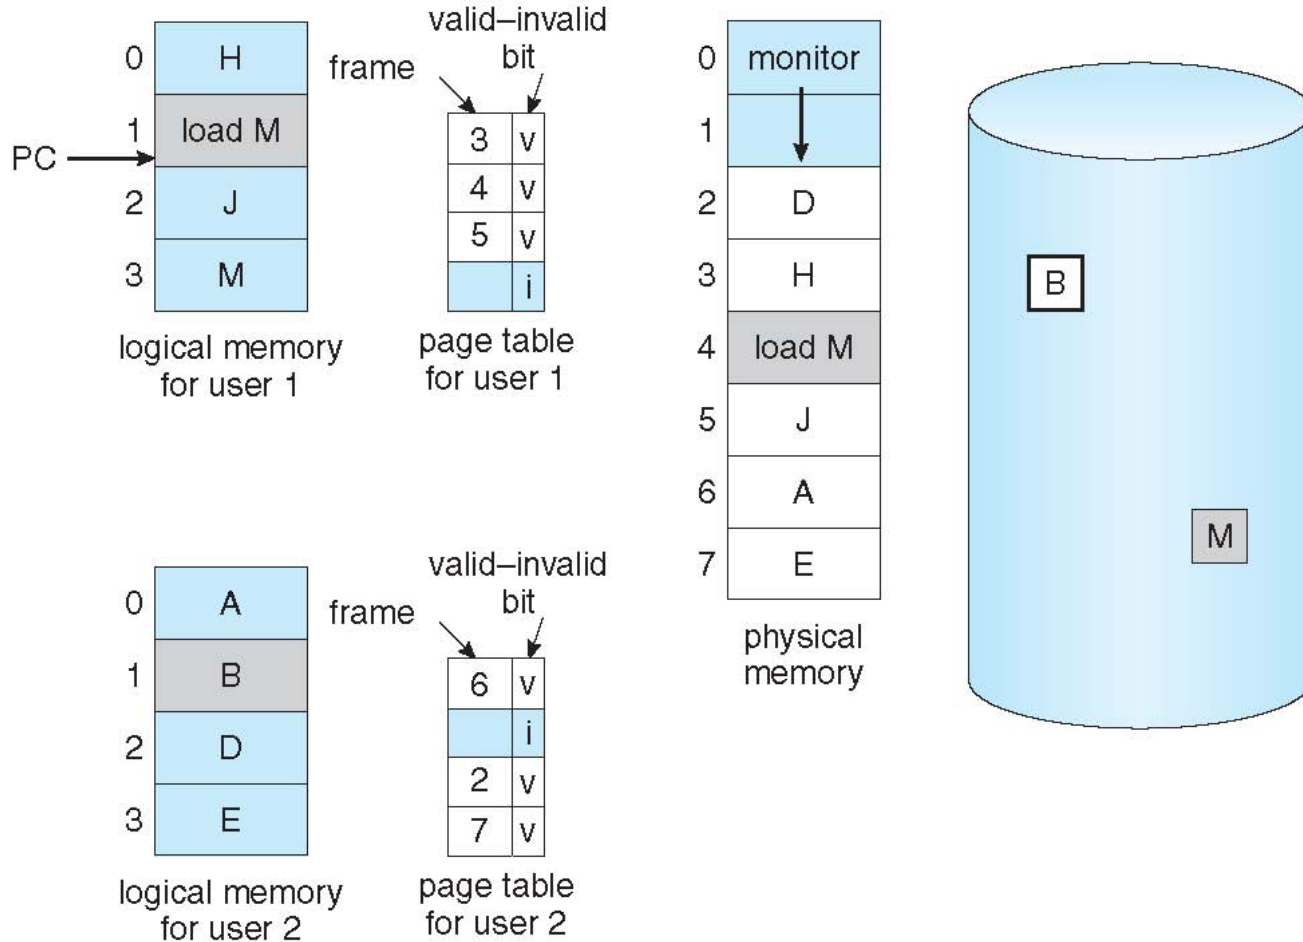 0 H
1 load M
PC
2 J
3 M
logical memory
for user 1
valid–invalid
bit
frame
3 v
4 v
5 v
i
page table
for user 1
0 monitor
1
2 D
3 H
4 load M
5 J
6 A
7 E
physical
memory
B
M
0 A
1 B
2 D
3 E
logical memory
for user 2
valid–invalid
bit
frame
6 v
i
2 v
7 v
page table
for user 2